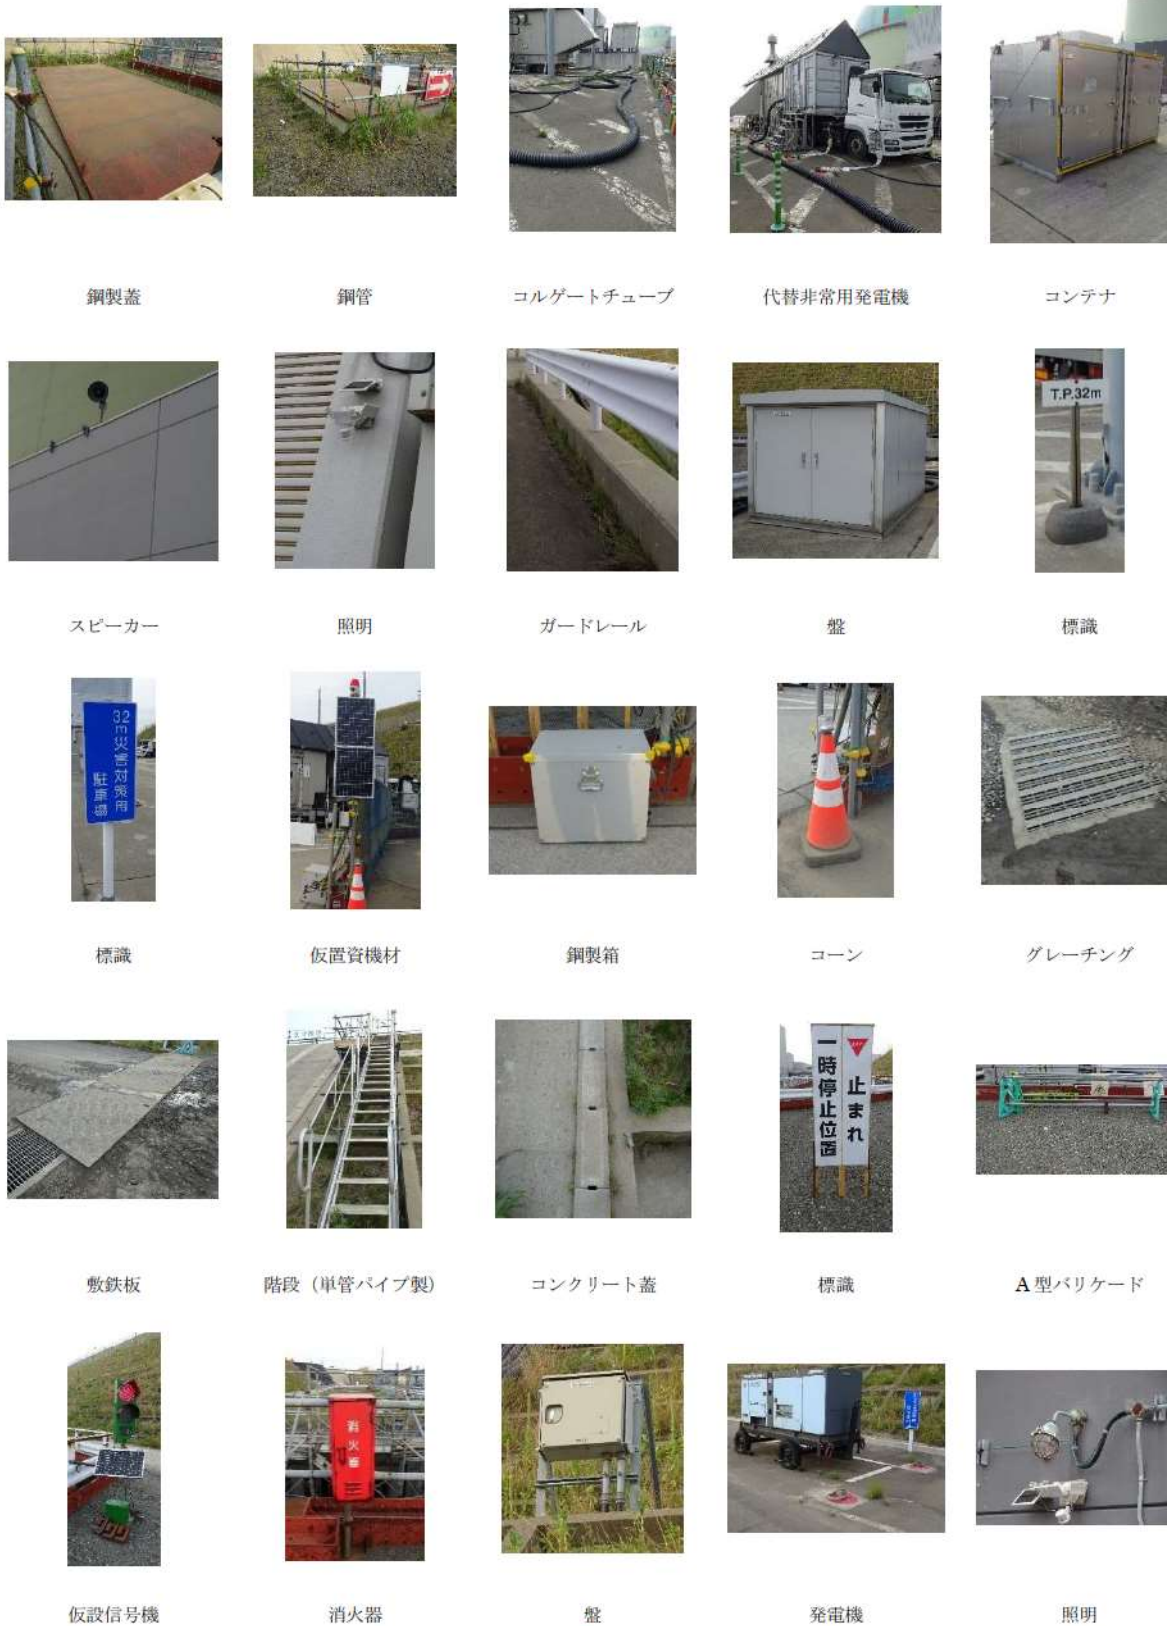 鋼製蓋
鋼管
コルゲートチューブ
代替非常用発電機
コンテナ
T.P.32m
スピーカー
照明
ガードレール
盤
標識
32m災害対策用
駐車場
標識
仮置資機材
鋼製箱
コーン
グレーチング
止まれ
一時停止位置
敷鉄板
階段（単管パイプ製）
コンクリート蓋
標識
A 型バリケード
消火器
仮設信号機
消火器
盤
発電機
照明